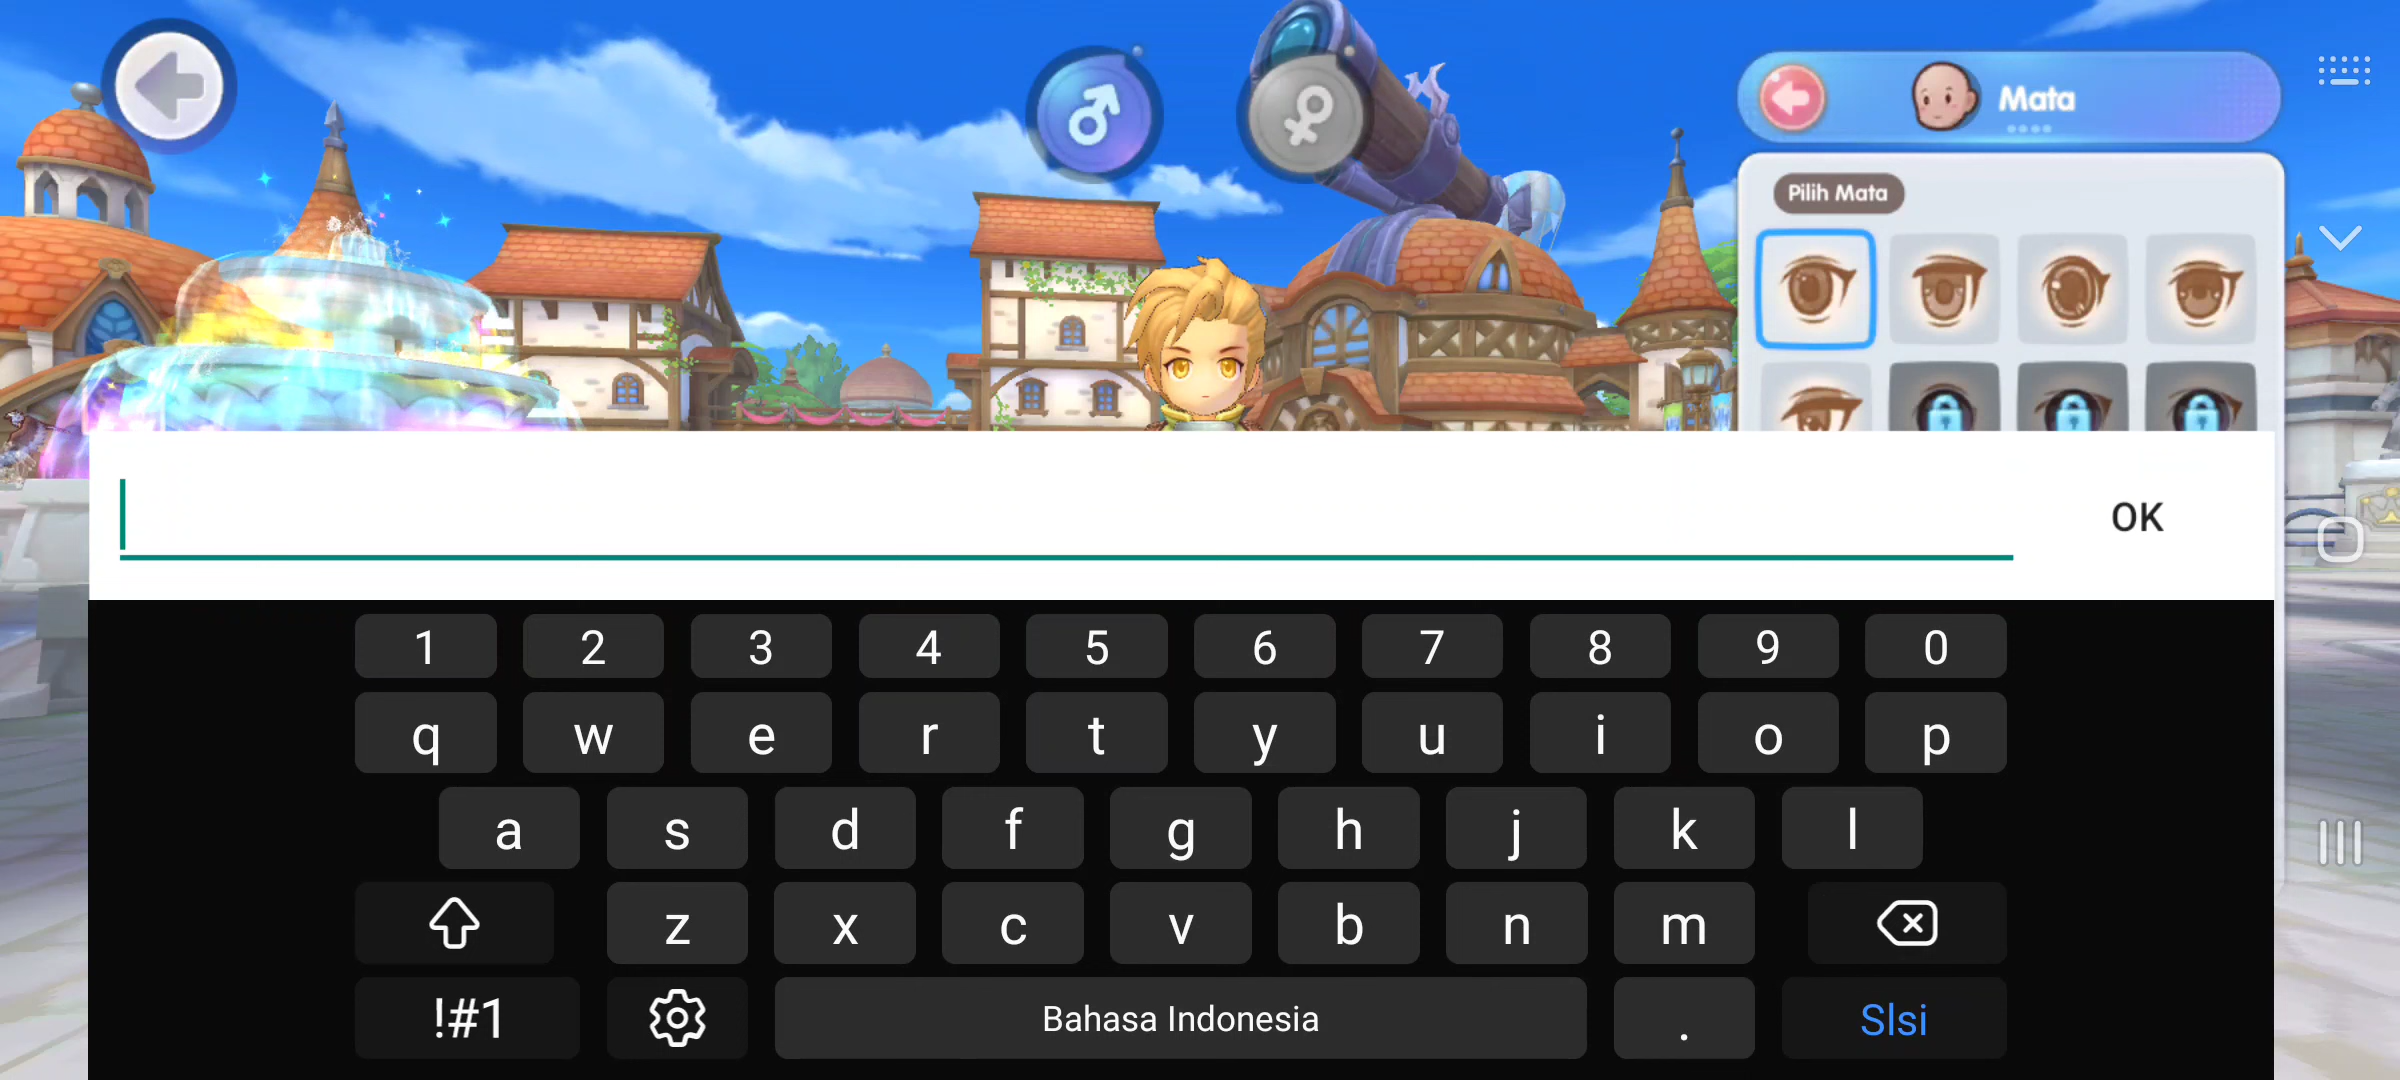 Mata
Pilih Mata
OK
1 2 3 4 5 6 7 8 9 0
q w e r t y u i o p
a s d f g h j k l
z x c v b n m
!#1 Bahasa Indonesia . Slsi